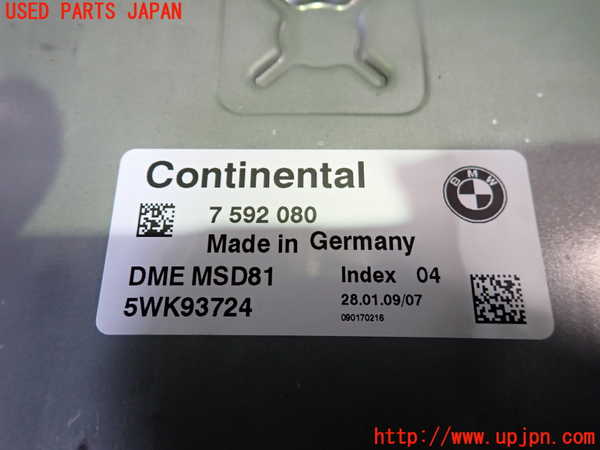 USED PARTS JAPAN
Continental
BMW
7 592 080
Made in Germany
DME MSD81 Index 04
5WK93724 28.01.09/07
090170216
http://www.upjpn.com/